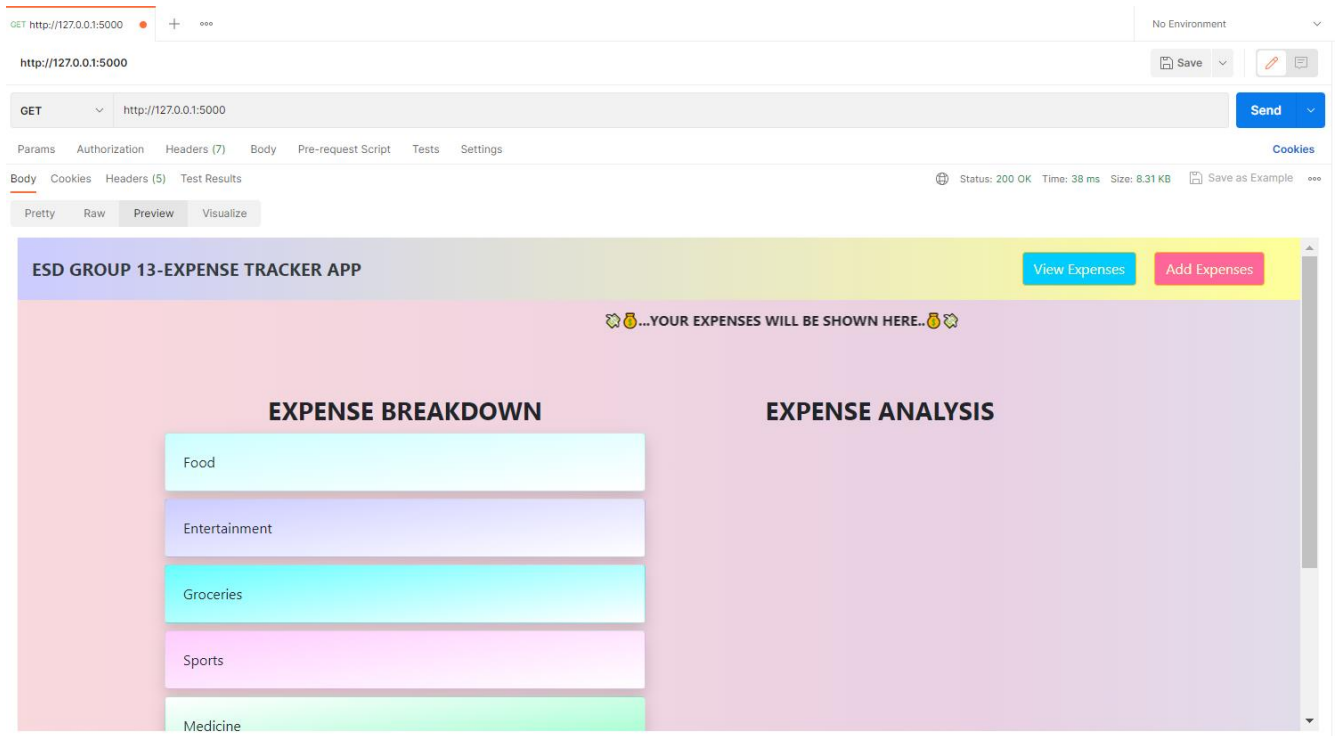 GET http://127.0.0.1:5000 No Environment
http://127.0.0.1:5000 Save
GET http://127.0.0.1:5000 Send
Params Authorization Headers (7) Body Pre-request Script Tests Settings Cookies
Body Cookies Headers (5) Test Results Status: 200 OK Time: 38 ms Size: 8.31 KB Save as Example
Pretty Raw Preview Visualize
ESD GROUP 13-EXPENSE TRACKER APP View Expenses Add Expenses
💸💰...YOUR EXPENSES WILL BE SHOWN HERE..💰💸
EXPENSE BREAKDOWN EXPENSE ANALYSIS
Food
Entertainment
Groceries
Sports
Medicine